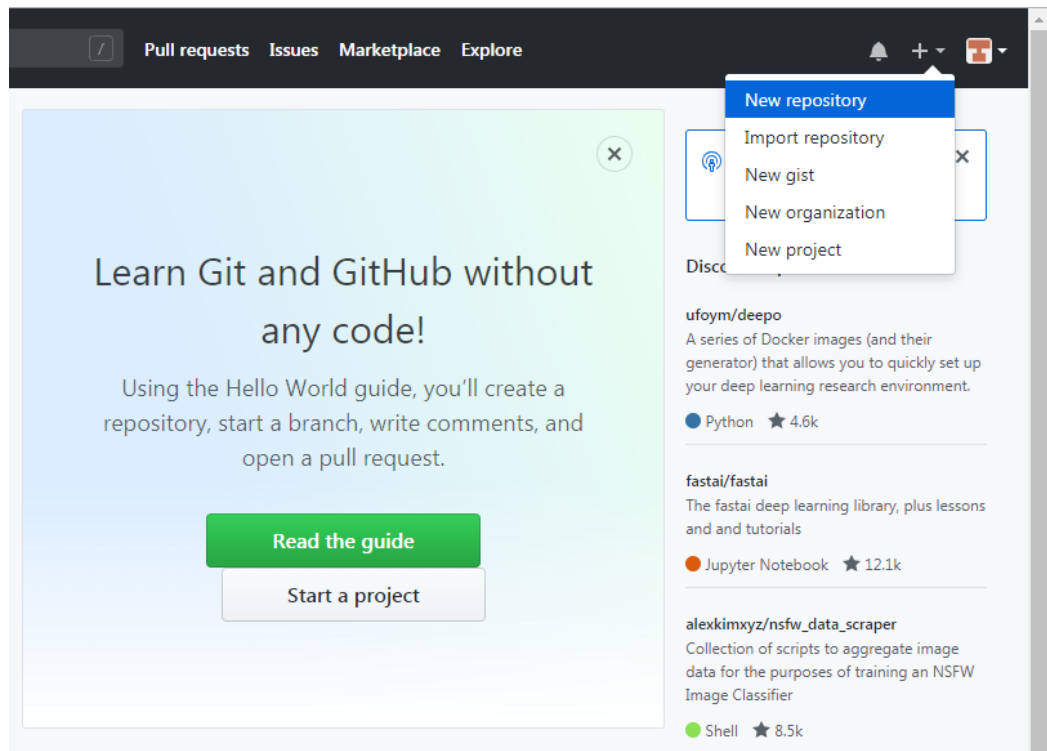 /
Pull requests Issues Marketplace Explore
New repository
Import repository
New gist
New organization
New project
Learn Git and GitHub without
any code!
Using the Hello World guide, you’ll create a
repository, start a branch, write comments, and
open a pull request.
Read the guide
Start a project
ufoym/deepo
A series of Docker images (and their
generator) that allows you to quickly set up
your deep learning research environment.
Python 4.6k
fastai/fastai
The fastai deep learning library, plus lessons
and and tutorials
Jupyter Notebook 12.1k
alexkimxyz/nsfw_data_scraper
Collection of scripts to aggregate image
data for the purposes of training an NSFW
Image Classifier
Shell 8.5k